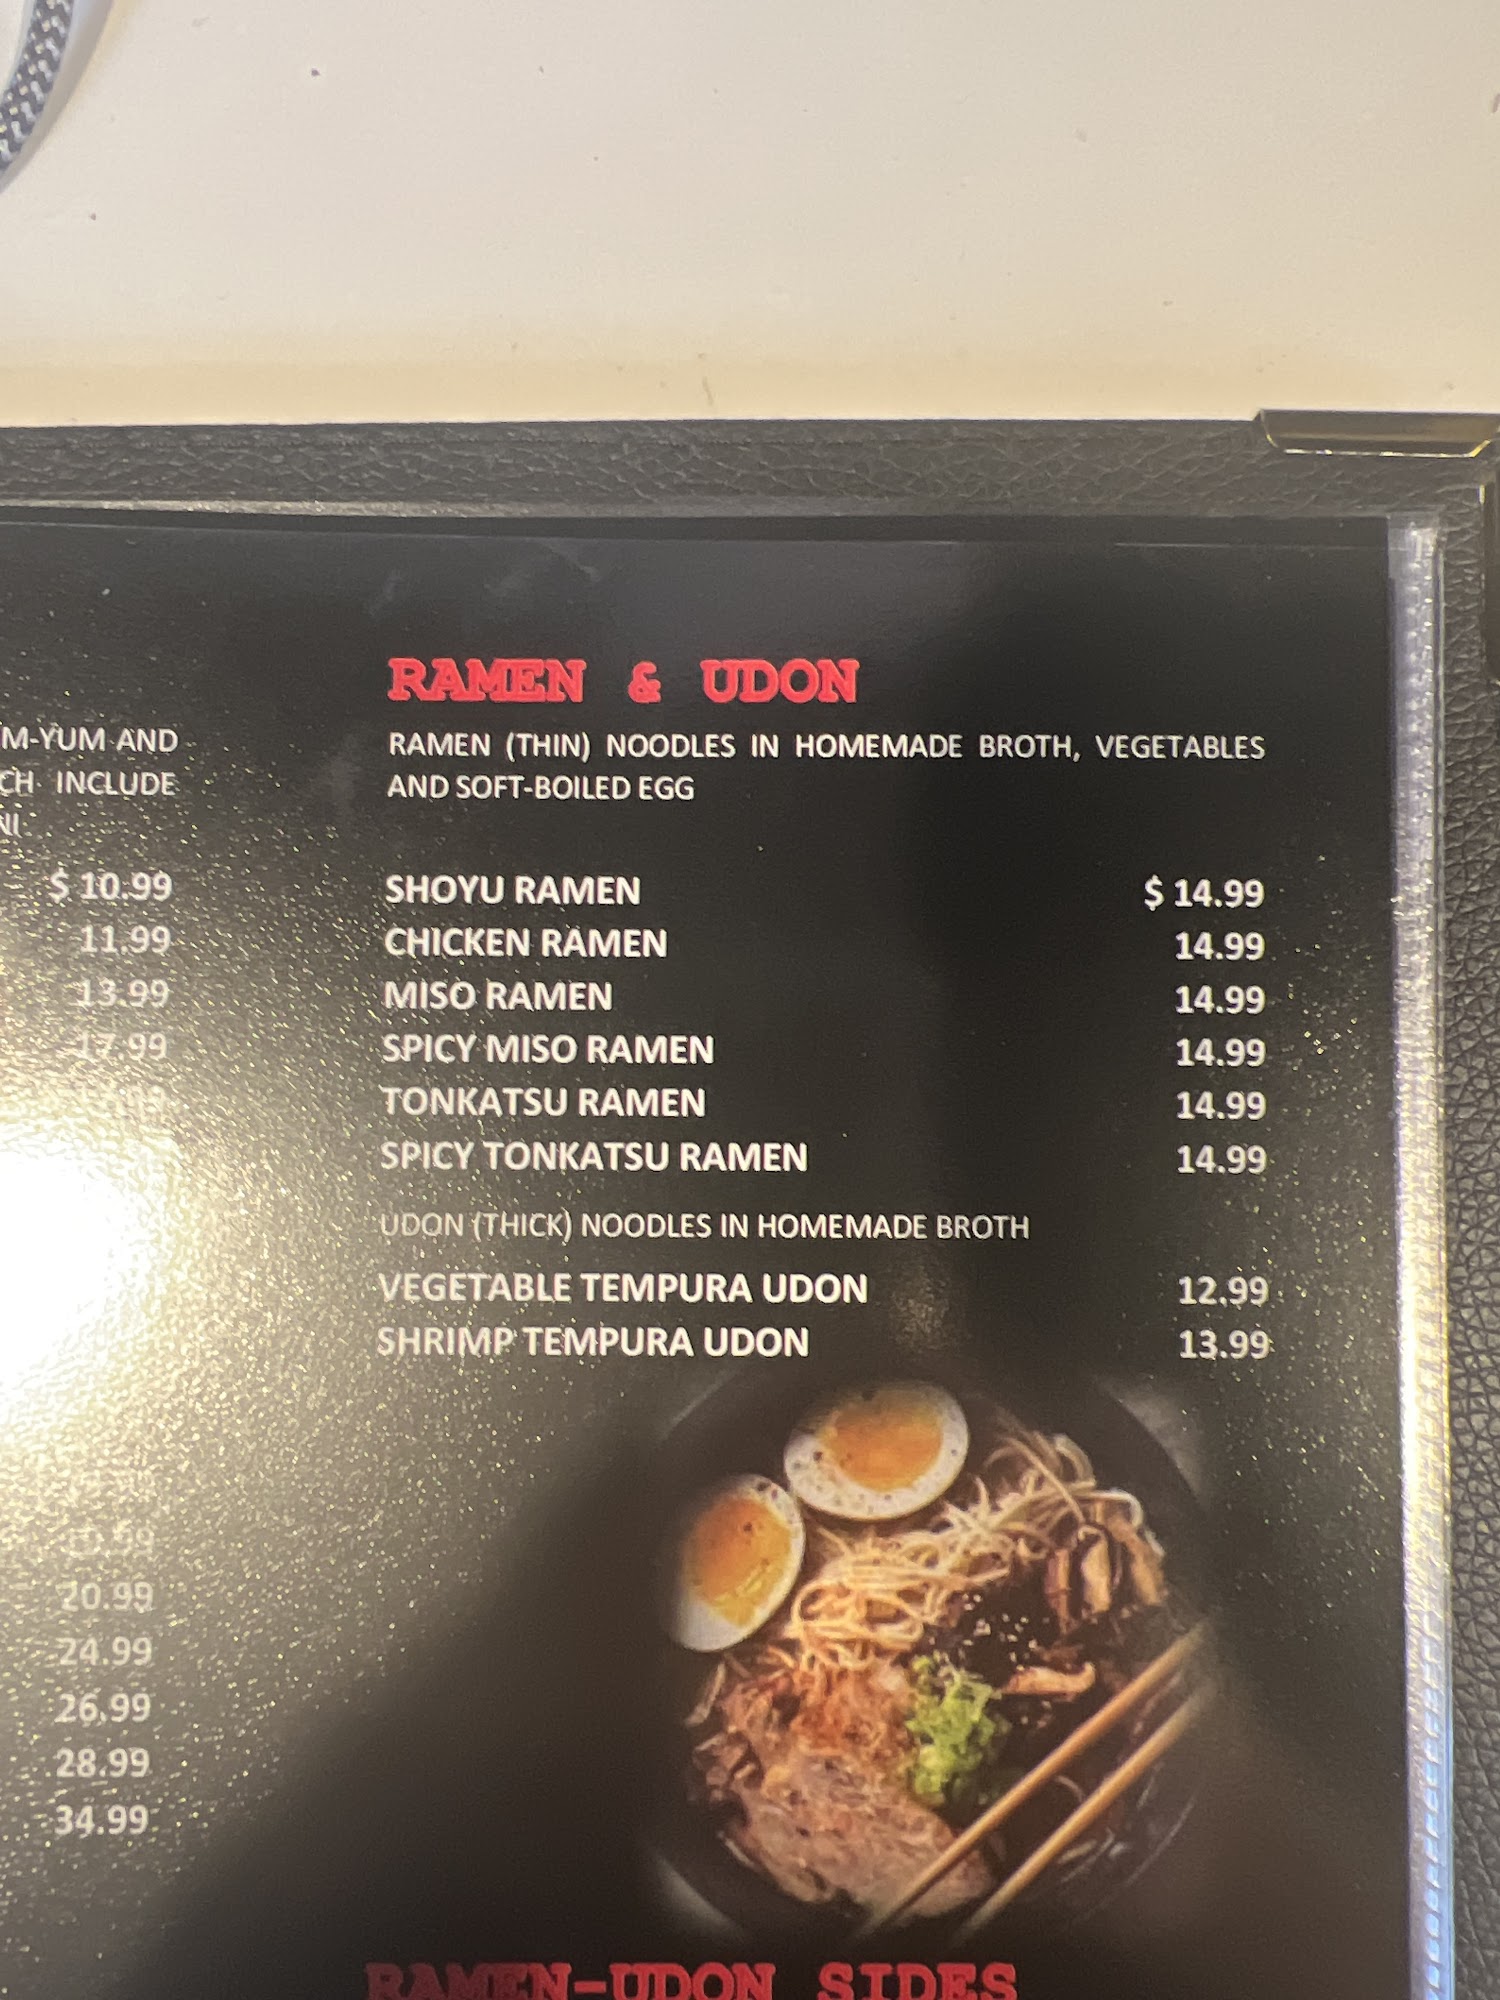 M-YUM AND
CH INCLUDE
NI
$ 10.99
11.99
13.99
17.99
20.99
24.99
26.99
28.99
34.99
RAMEN & UDON
RAMEN (THIN) NOODLES IN HOMEMADE BROTH, VEGETABLES
AND SOFT-BOILED EGG
SHOYU RAMEN $ 14.99
CHICKEN RAMEN 14.99
MISO RAMEN 14.99
SPICY MISO RAMEN 14.99
TONKATSU RAMEN 14.99
SPICY TONKATSU RAMEN 14.99
UDON (THICK) NOODLES IN HOMEMADE BROTH
VEGETABLE TEMPURA UDON 12.99
SHRIMP TEMPURA UDON 13.99
RAMEN-UDON SIDES